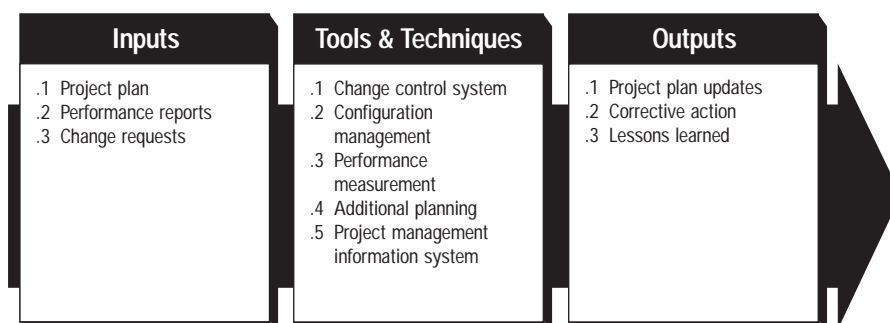 Inputs
.1 Project plan
.2 Performance reports
.3 Change requests
Tools & Techniques
.1 Change control system
.2 Configuration
management
.3 Performance
measurement
.4 Additional planning
.5 Project management
information system
Outputs
.1 Project plan updates
.2 Corrective action
.3 Lessons learned